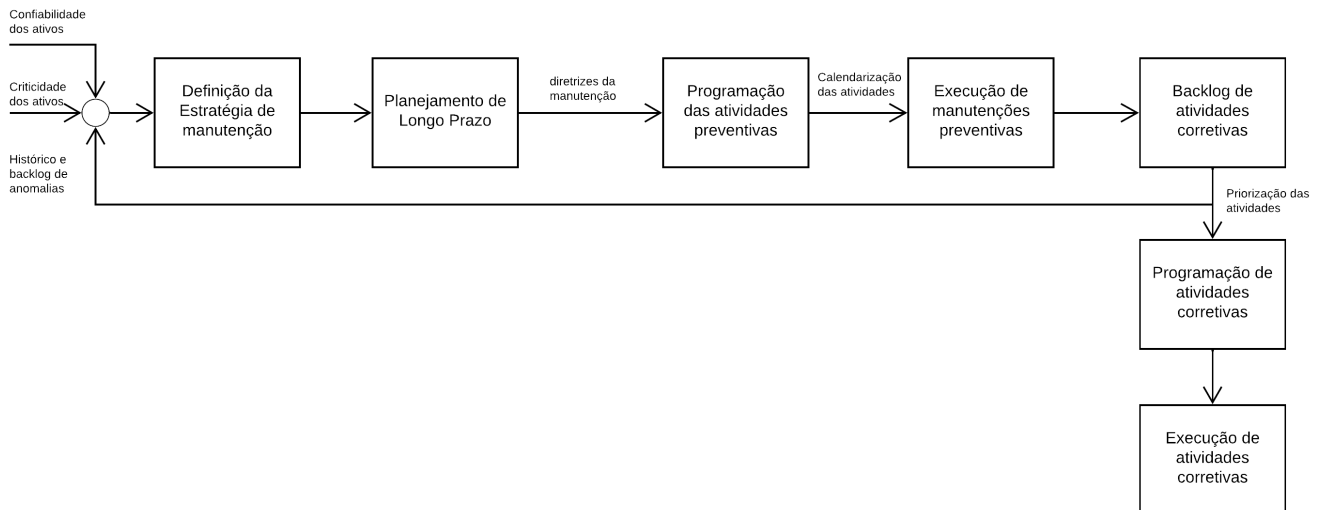 Confiabilidade
dos ativos
Criticidade
dos ativos
Histórico e
backlog de
anomalias
Definição da
Estratégia de
manutenção
Planejamento de
Longo Prazo
diretrizes da
manutenção
Programação
das atividades
preventivas
Calendarização
das atividades
Execução de
manutenções
preventivas
Backlog de
atividades
corretivas
Priorização das
atividades
Programação de
atividades
corretivas
Execução de
atividades
corretivas